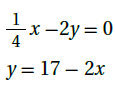 1/4 x − 2y = 0
y = 17 − 2x